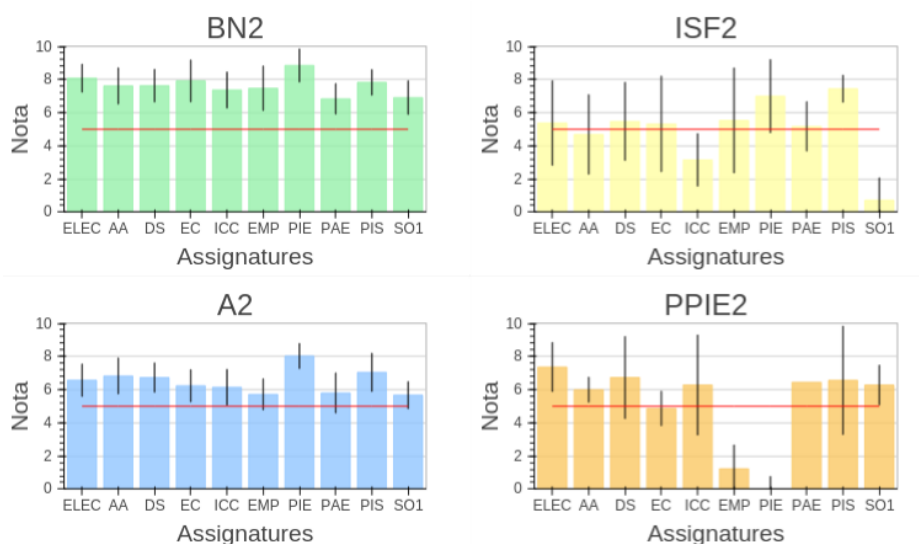 BN2
Nota
10
8
6
4
2
0
ELEC AA DS EC ICC EMP PIE PAE PIS SO1
Assignatures
ISF2
Nota
10
8
6
4
2
0
ELEC AA DS EC ICC EMP PIE PAE PIS SO1
Assignatures
A2
Nota
10
8
6
4
2
0
ELEC AA DS EC ICC EMP PIE PAE PIS SO1
Assignatures
PPIE2
Nota
10
8
6
4
2
0
ELEC AA DS EC ICC EMP PIE PAE PIS SO1
Assignatures